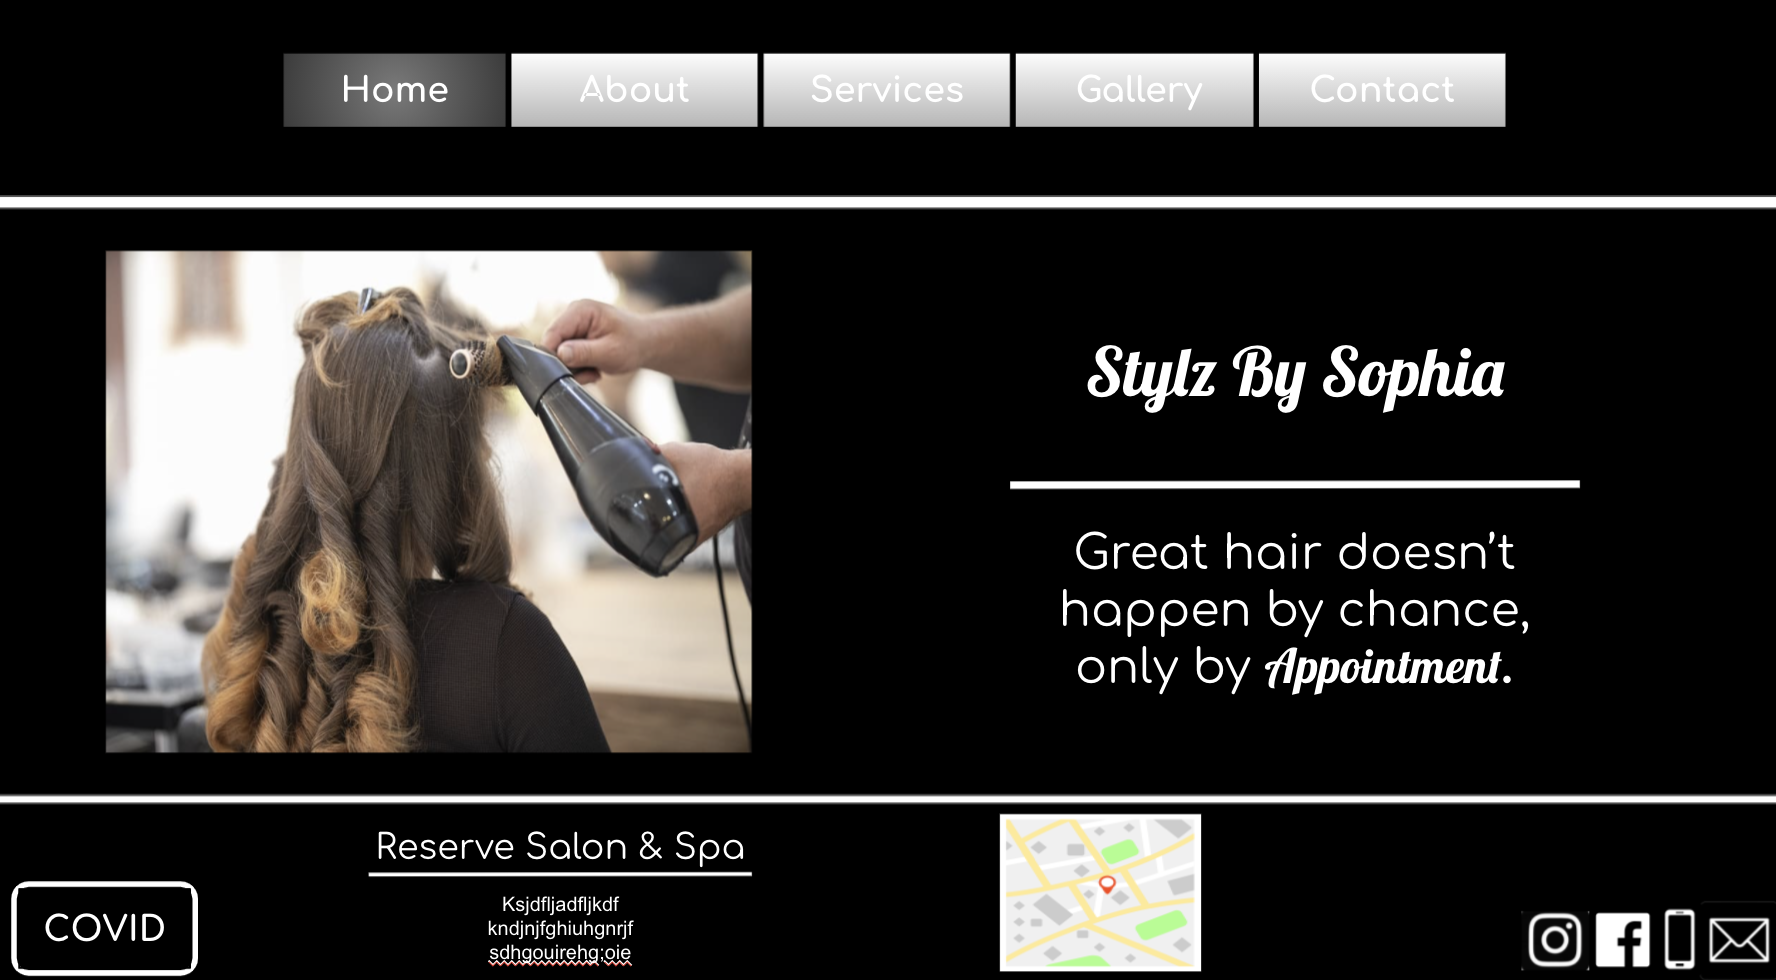 Home
About
Services
Gallery
Contact
Stylz By Sophia
Great hair doesn’t
happen by chance,
only by Appointment.
Reserve Salon & Spa
Ksjdfljadfljkdf
kndjnjfghiuhgnrjf
sdhgouirehg;oie
COVID